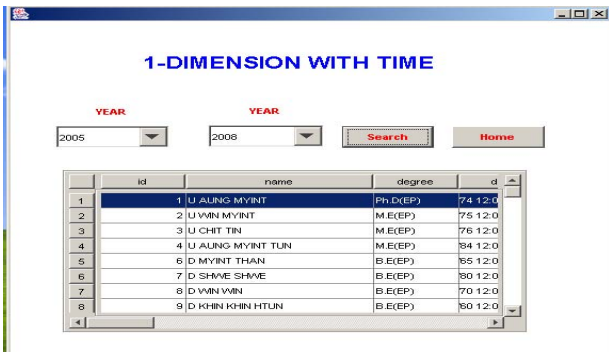 1-DIMENSION WITH TIME
YEAR YEAR
2005 2008 Search Home
id name degree d
1 1 U AUNG MYINT Ph.D(EP) 74 12:0
2 2 U WIN MYINT M.E(EP) 75 12:0
3 3 U CHIT TIN M.E(EP) 76 12:0
4 4 U AUNG MYINT TUN M.E(EP) 84 12:0
5 6 D MYINT THAN B.E(EP) 65 12:0
6 7 D SHWE SHWE B.E(EP) 80 12:0
7 8 D WIN WIN B.E(EP) 70 12:0
8 9 D KHIN KHIN HTUN B.E(EP) 60 12:0